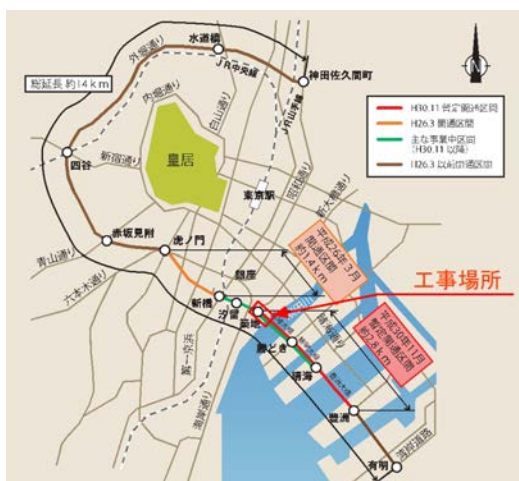 水道橋
外堀通り
JR中央線
神田佐久間町
総延長 約14km
内堀通り
白山通り
JR山手線
H30.11 暫定開通区間
H26.3 開通区間
主な事業中区間
(H30.11 以降)
H26.3 以前開通区間
昭和通り
新大橋通り
四谷
新宿通り
皇居
東京駅
赤坂見附
虎ノ門
青山通り
六本木通り
銀座
平成26年3月
開通区間
約1.4km
新橋
汐留
築地
工事場所
晴海通り
第一京浜
勝どき
平成30年11月
暫定開通区間
約2.8km
海岸通り
晴海
豊洲
有明
湾岸道路